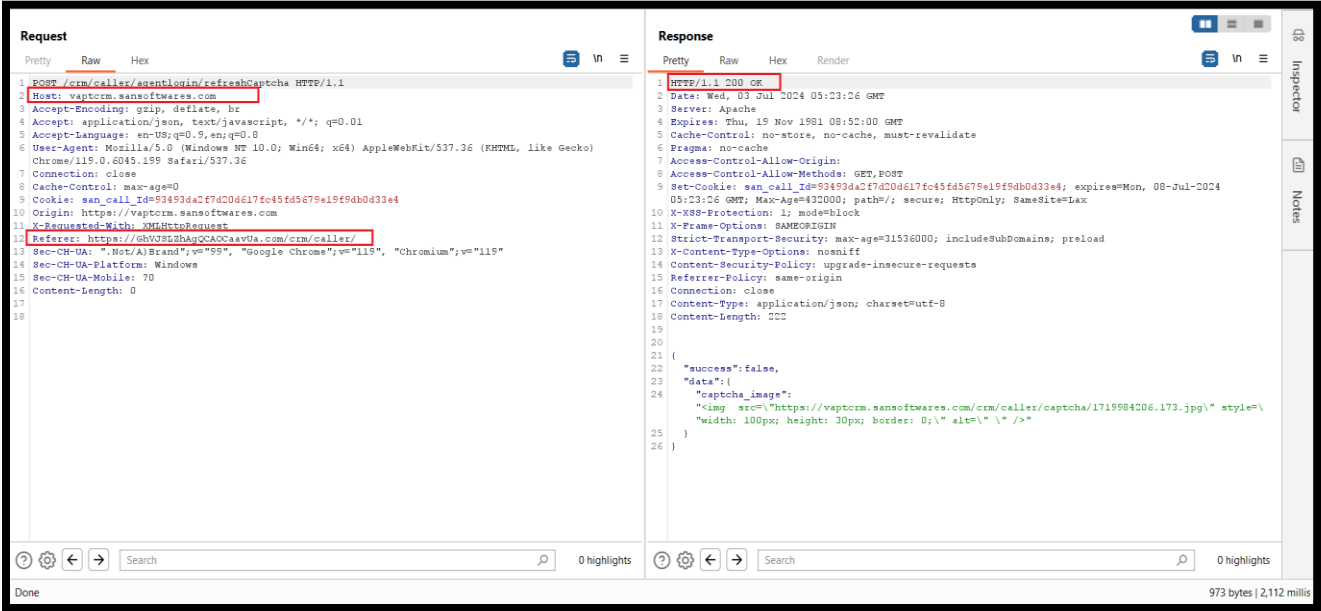 Request
Pretty Raw Hex
\n
1 POST /crm/caller/agentlogin/refreshCaptcha HTTP/1.1
2 Host: vaptcrm.sansoftwares.com
3 Accept-Encoding: gzip, deflate, br
4 Accept: application/json, text/javascript, */*; q=0.01
5 Accept-Language: en-US;q=0.9,en;q=0.8
6 User-Agent: Mozilla/5.0 (Windows NT 10.0; Win64; x64) AppleWebKit/537.36 (KHTML, like Gecko)
Chrome/119.0.6045.199 Safari/537.36
7 Connection: close
8 Cache-Control: max-age=0
9 Cookie: san_call_Id=93493da2f7d20d617fc45fd5679e19f9db0d33e4
10 Origin: https://vaptcrm.sansoftwares.com
11 X-Requested-With: XMLHttpRequest
12 Referer: https://GhVJSLZhAgQCAOCaavUa.com/crm/caller/
13 Sec-CH-UA: ".Not/A)Brand";v="99", "Google Chrome";v="119", "Chromium";v="119"
14 Sec-CH-UA-Platform: Windows
15 Sec-CH-UA-Mobile: ?0
16 Content-Length: 0
17
18
Search
0 highlights
Response
Pretty Raw Hex Render
\n
1 HTTP/1.1 200 OK
2 Date: Wed, 03 Jul 2024 05:23:26 GMT
3 Server: Apache
4 Expires: Thu, 19 Nov 1981 08:52:00 GMT
5 Cache-Control: no-store, no-cache, must-revalidate
6 Pragma: no-cache
7 Access-Control-Allow-Origin:
8 Access-Control-Allow-Methods: GET,POST
9 Set-Cookie: san_call_Id=93493da2f7d20d617fc45fd5679e19f9db0d33e4; expires=Mon, 08-Jul-2024
05:23:26 GMT; Max-Age=432000; path=/; secure; HttpOnly; SameSite=Lax
10 X-XSS-Protection: 1; mode=block
11 X-Frame-Options: SAMEORIGIN
12 Strict-Transport-Security: max-age=31536000; includeSubDomains; preload
13 X-Content-Type-Options: nosniff
14 Content-Security-Policy: upgrade-insecure-requests
15 Referrer-Policy: same-origin
16 Connection: close
17 Content-Type: application/json; charset=utf-8
18 Content-Length: 222
19
20
21 {
22 "success":false,
23 "data":{
24 "captcha_image":
"<img src=\"https://vaptcrm.sansoftwares.com/crm/caller/captcha/1719984206.173.jpg\" style=\
"width: 100px; height: 30px; border: 0;\" alt=\" \" />"
25 }
26 }
Search
0 highlights
Inspector
Notes
Done
973 bytes | 2,112 millis